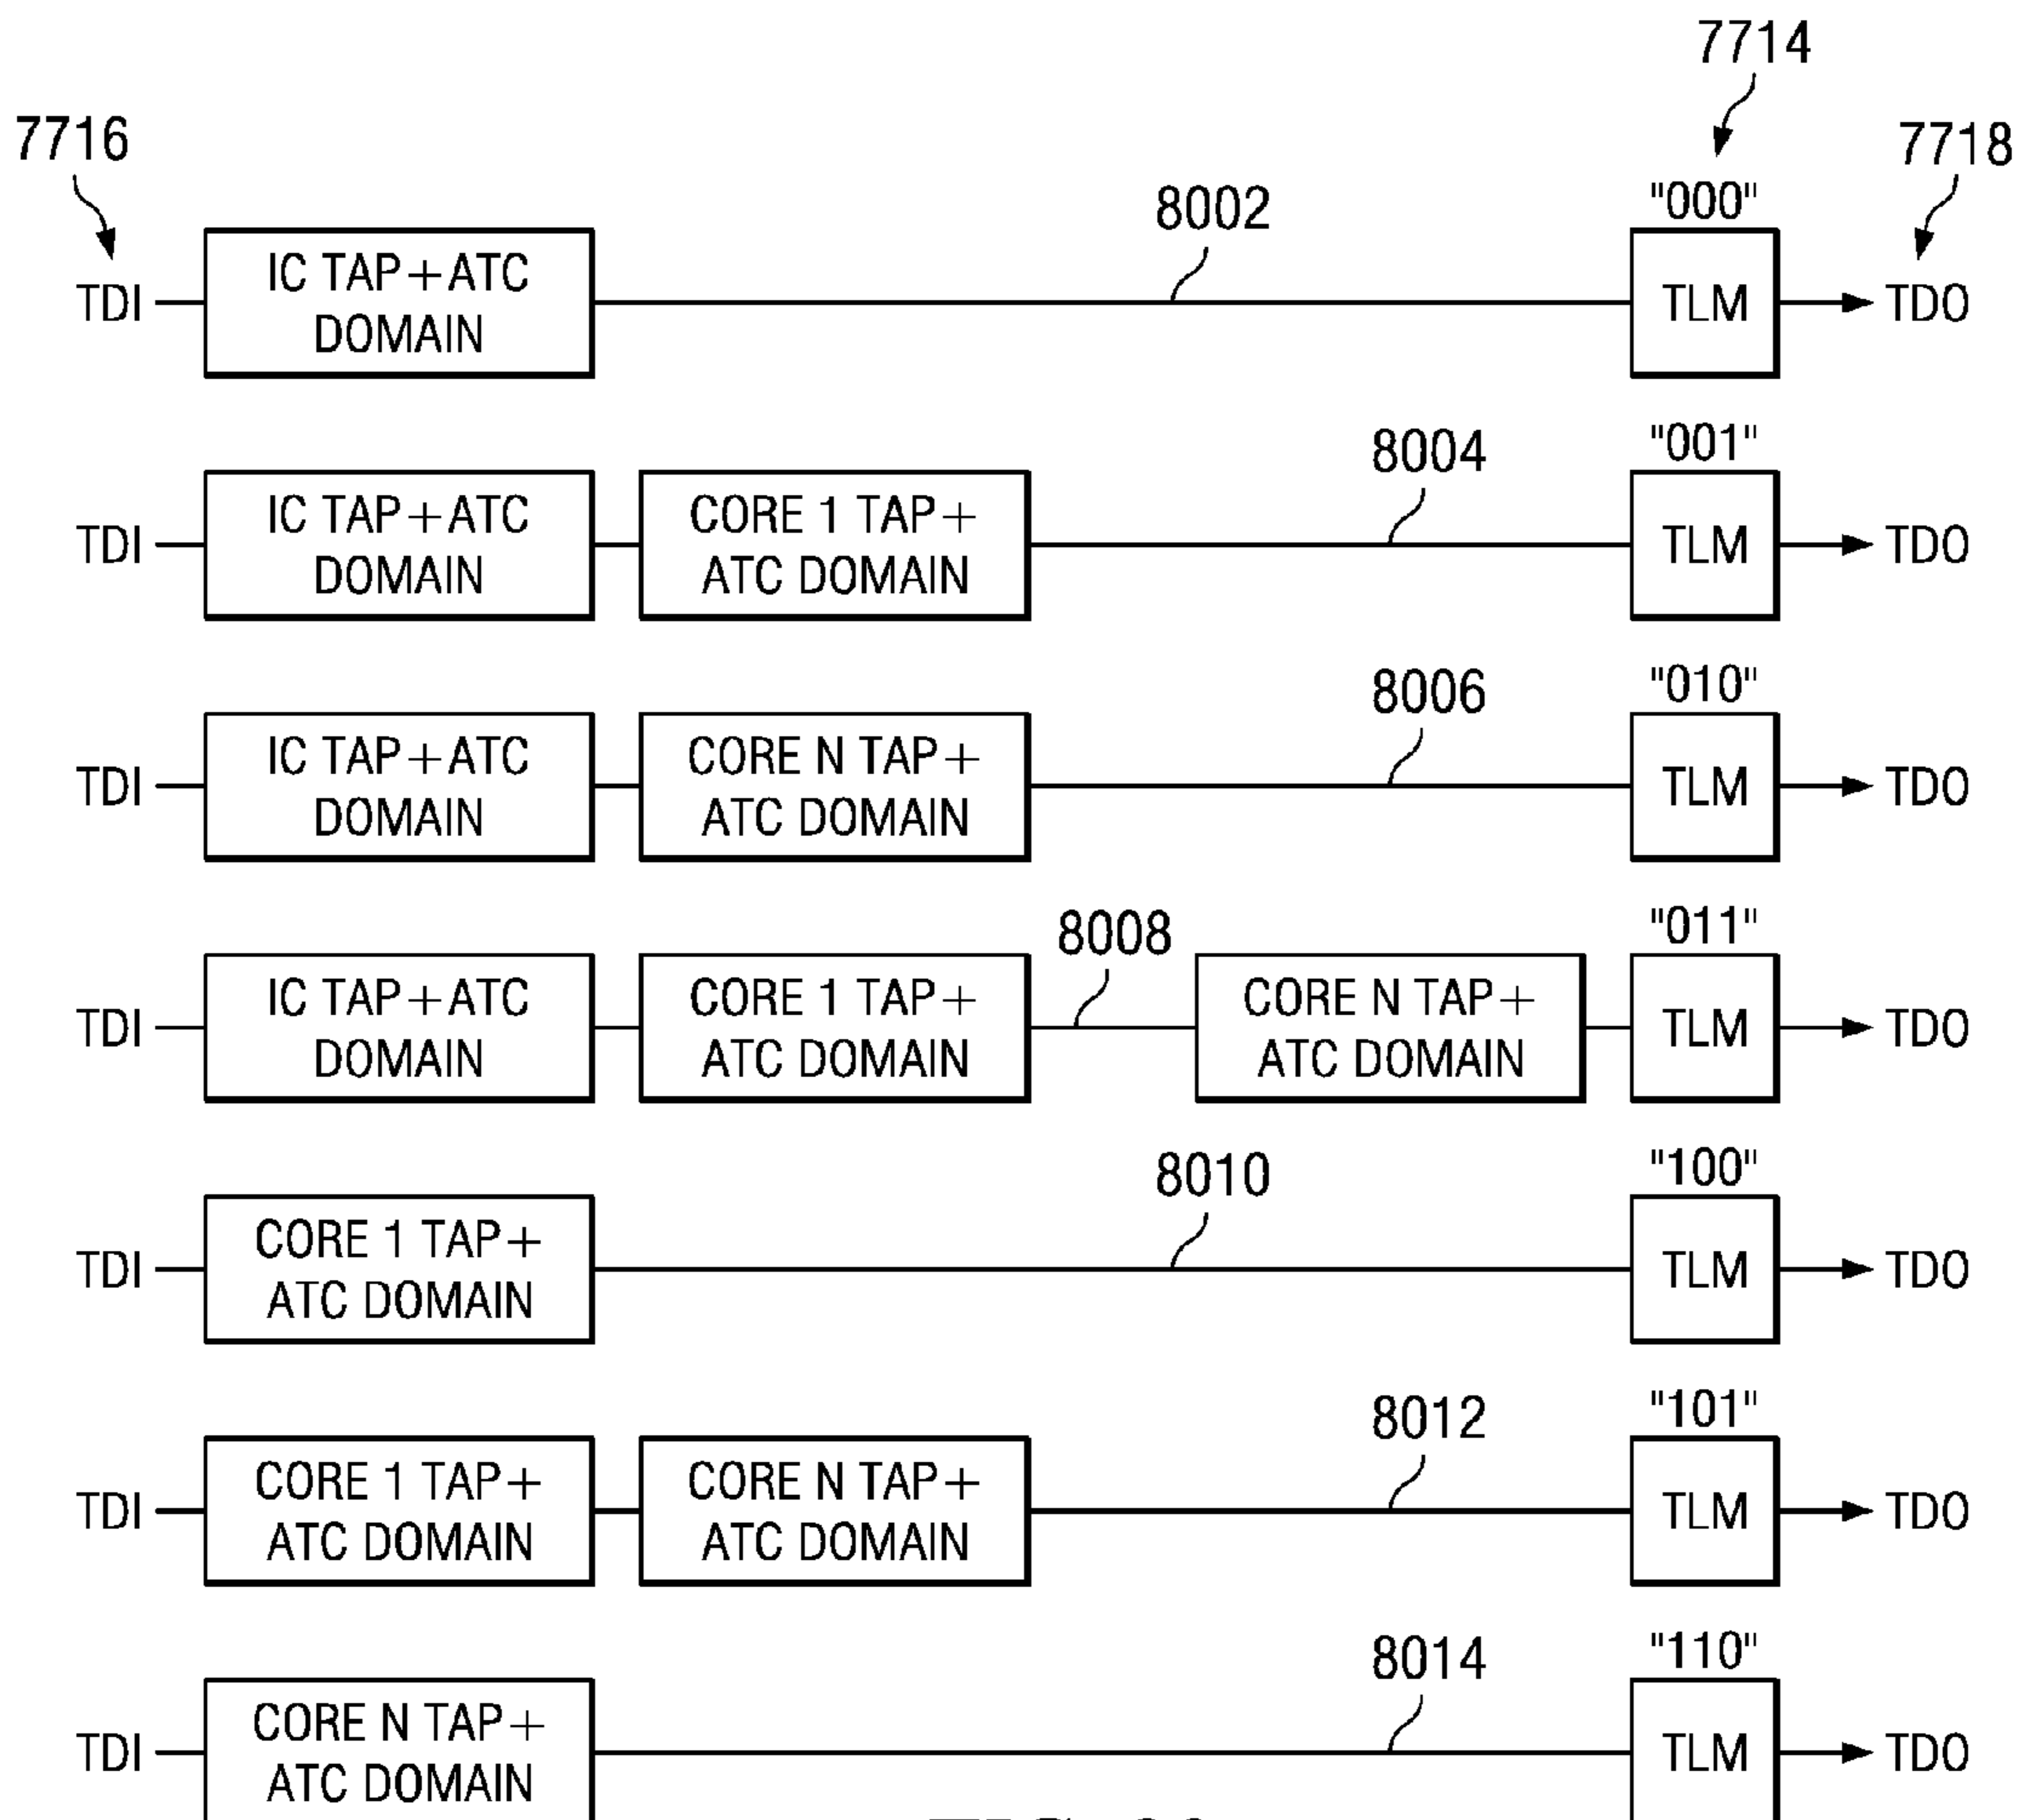 7714
7716
7718
8002
"000"
TDI
IC TAP+ATC
DOMAIN
TLM
TDO
8004
"001"
TDI
IC TAP+ATC
DOMAIN
CORE 1 TAP+
ATC DOMAIN
TLM
TDO
8006
"010"
TDI
IC TAP+ATC
DOMAIN
CORE N TAP+
ATC DOMAIN
TLM
TDO
8008
"011"
TDI
IC TAP+ATC
DOMAIN
CORE 1 TAP+
ATC DOMAIN
CORE N TAP+
ATC DOMAIN
TLM
TDO
8010
"100"
TDI
CORE 1 TAP+
ATC DOMAIN
TLM
TDO
8012
"101"
TDI
CORE 1 TAP+
ATC DOMAIN
CORE N TAP+
ATC DOMAIN
TLM
TDO
8014
"110"
TDI
CORE N TAP+
ATC DOMAIN
TLM
TDO